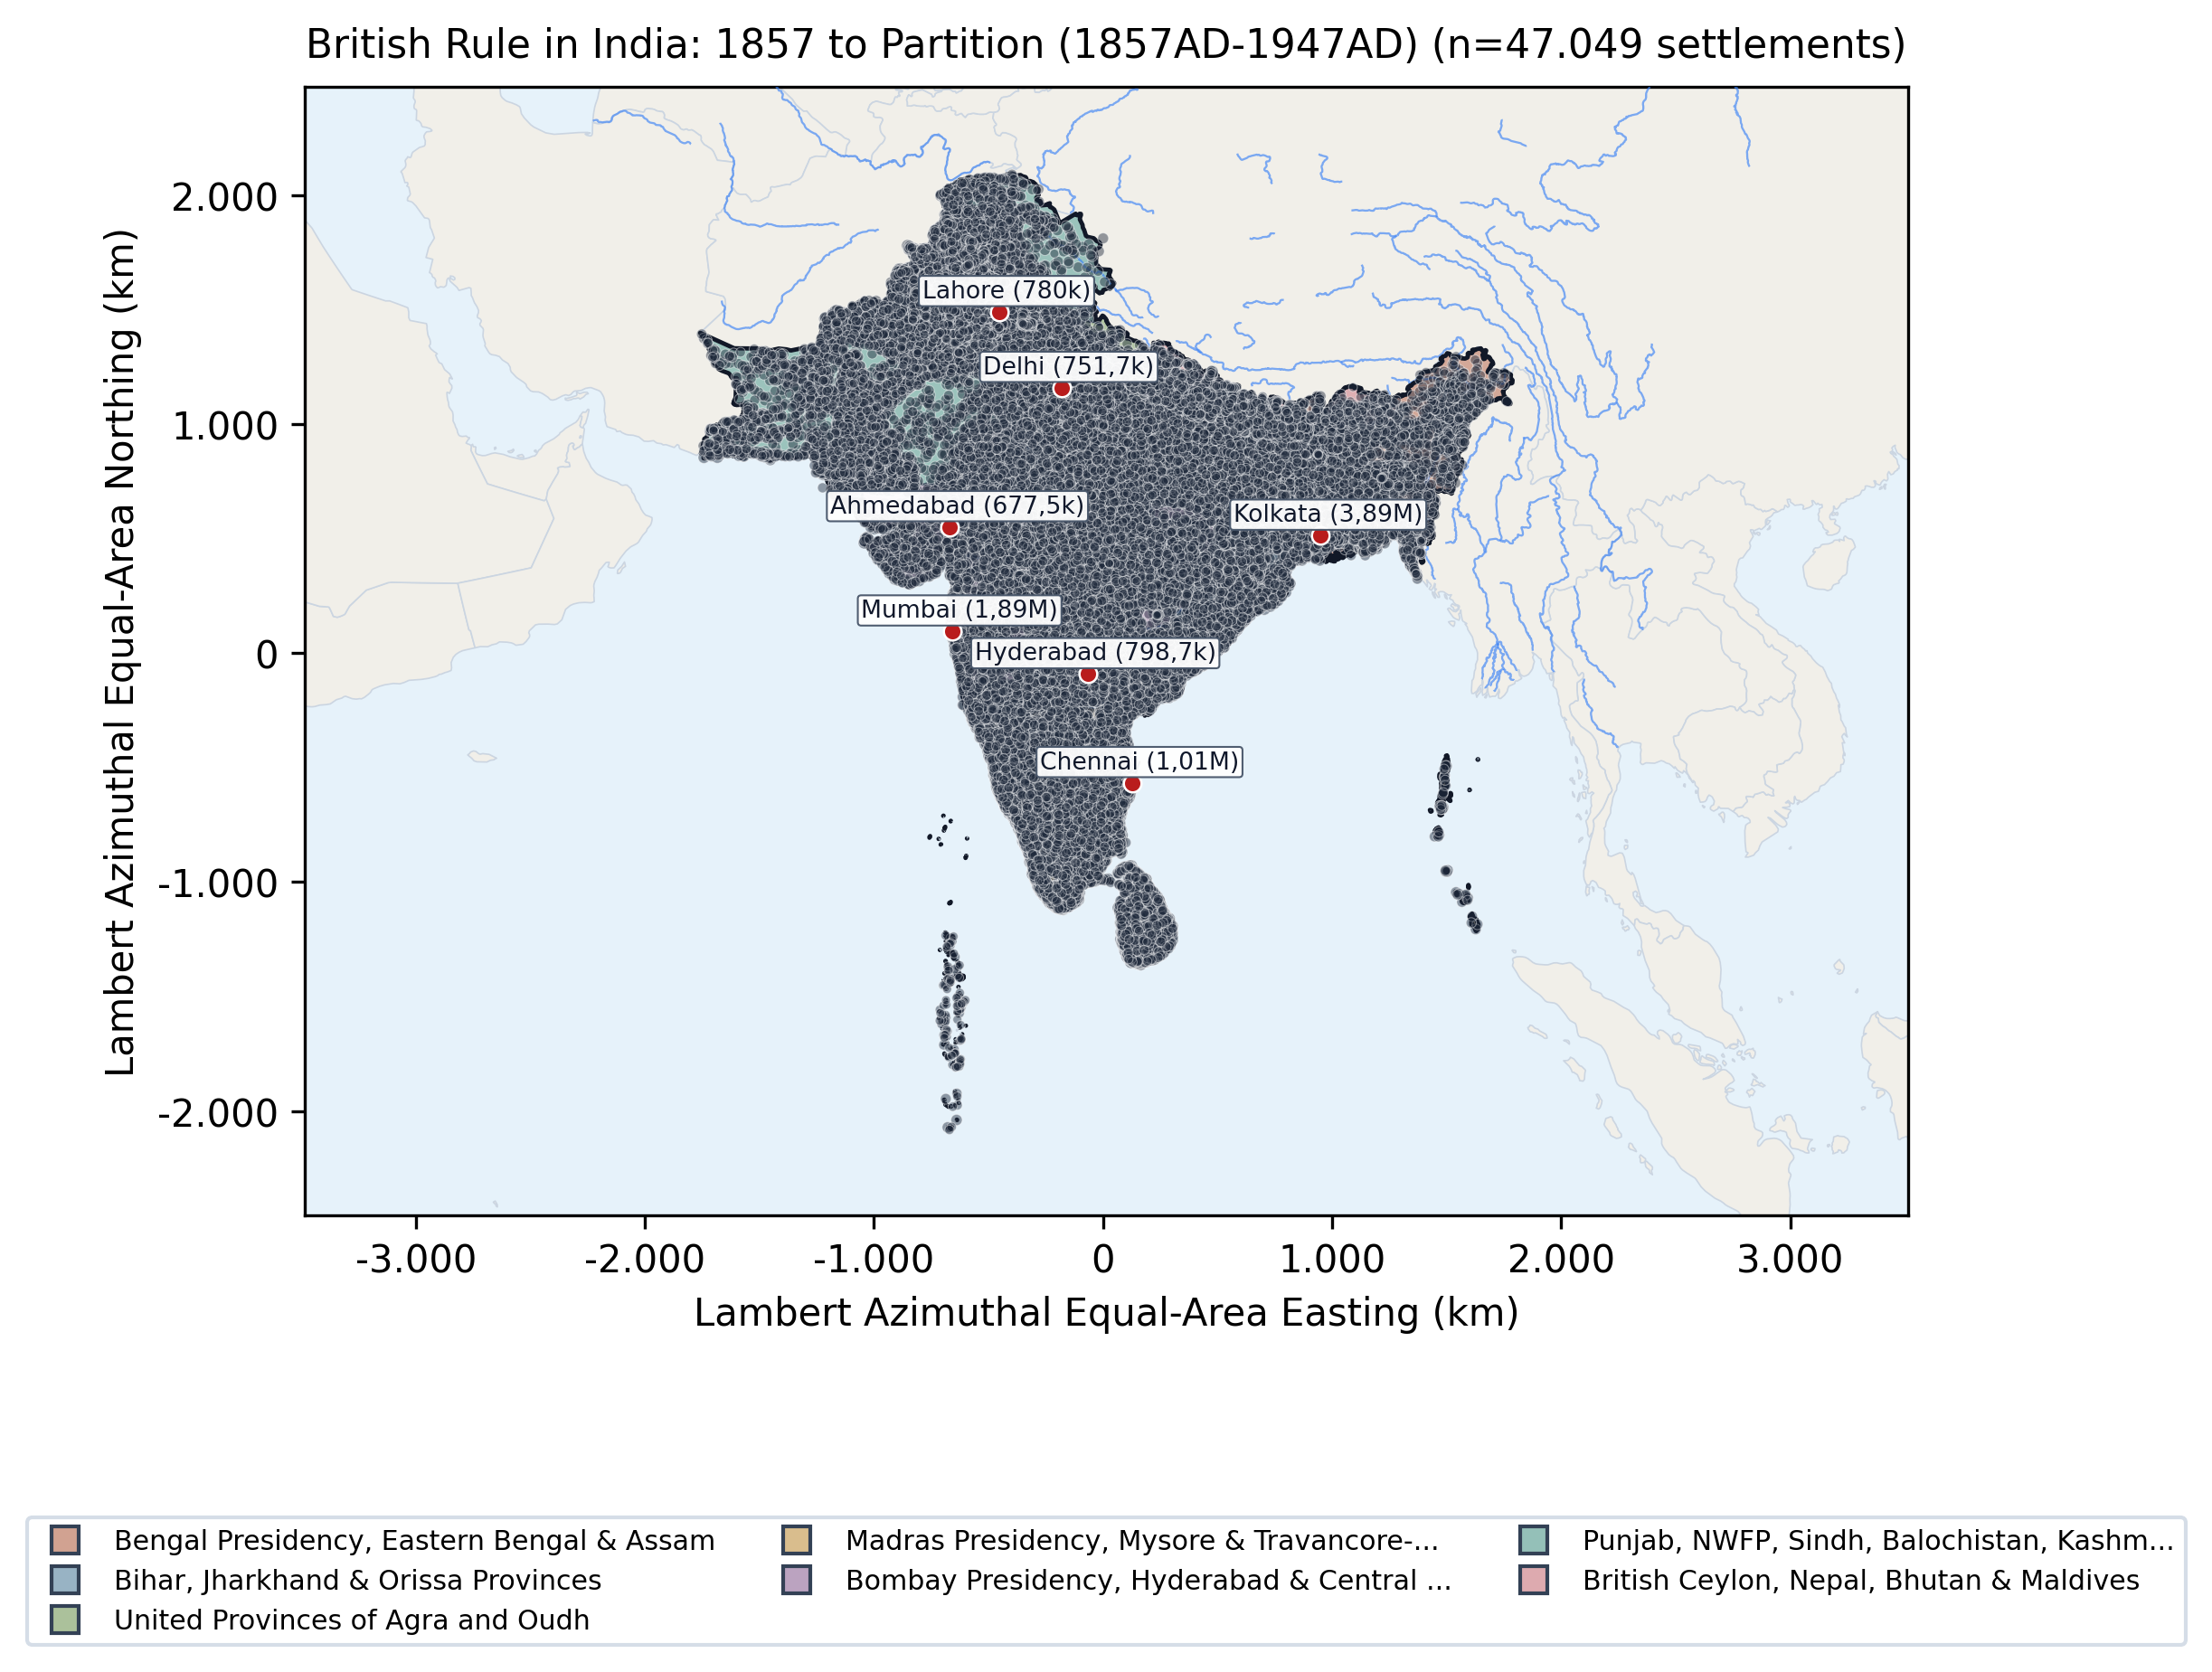 British Rule in India: 1857 to Partition (1857AD-1947AD) (n=47.049 settlements)
Lambert Azimuthal Equal-Area Northing (km)
2.000
1.000
0
-1.000
-2.000
Lahore (780k)
Delhi (751,7k)
Ahmedabad (677,5k)
Kolkata (3,89M)
Mumbai (1,89M)
Hyderabad (798,7k)
Chennai (1,01M)
-3.000
-2.000
-1.000
0
1.000
2.000
3.000
Lambert Azimuthal Equal-Area Easting (km)
Bengal Presidency, Eastern Bengal & Assam
Bihar, Jharkhand & Orissa Provinces
United Provinces of Agra and Oudh
Madras Presidency, Mysore & Travancore-...
Bombay Presidency, Hyderabad & Central ...
Punjab, NWFP, Sindh, Balochistan, Kashm...
British Ceylon, Nepal, Bhutan & Maldives